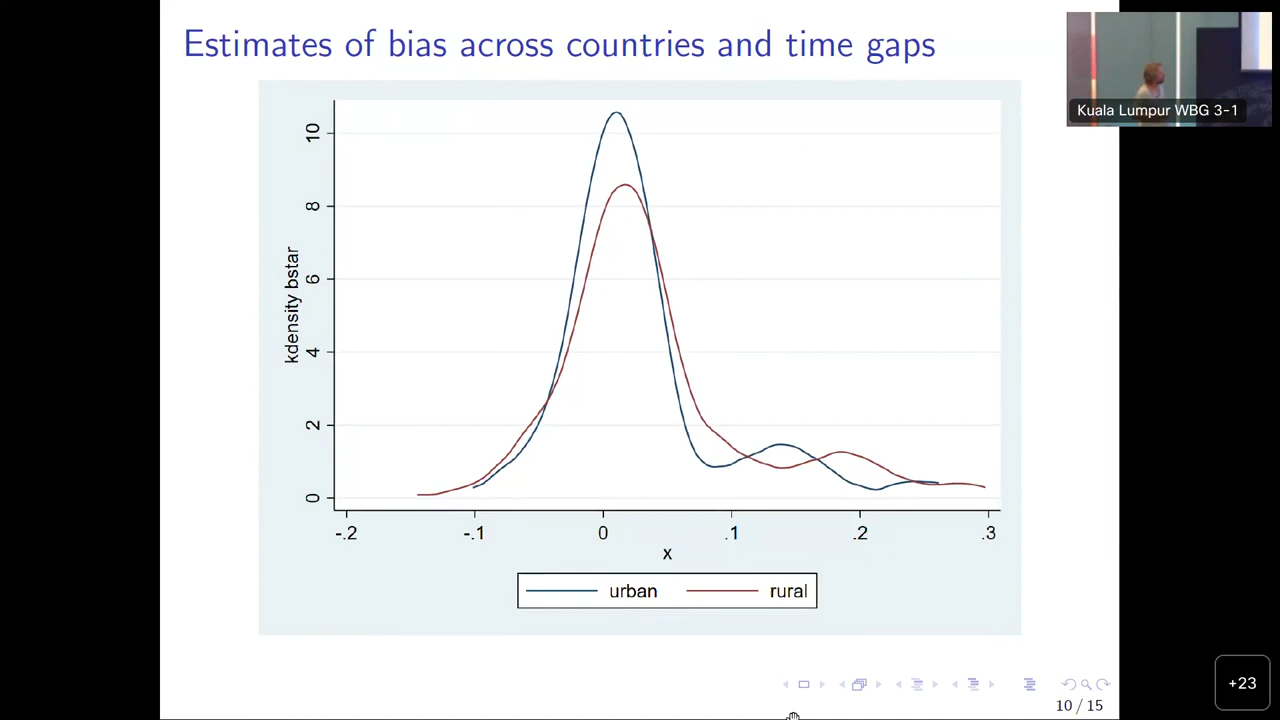 Estimates of bias across countries and time gaps
Kuala Lumpur WBG 3-1
kdensity bstar
10
8
6
4
2
0
-.2 -.1 0 .1 .2 .3
x
urban rural
10 / 15
+23